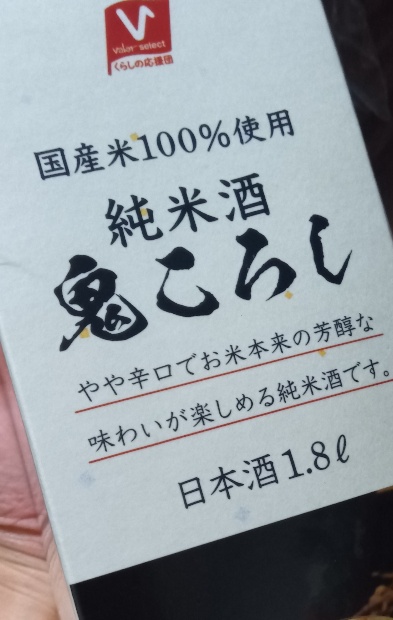 Valor select
くらしの応援団
国産米100%使用
純米酒
鬼ころし
やや辛口でお米本来の芳醇な
味わいが楽しめる純米酒です。
日本酒1.8ℓ